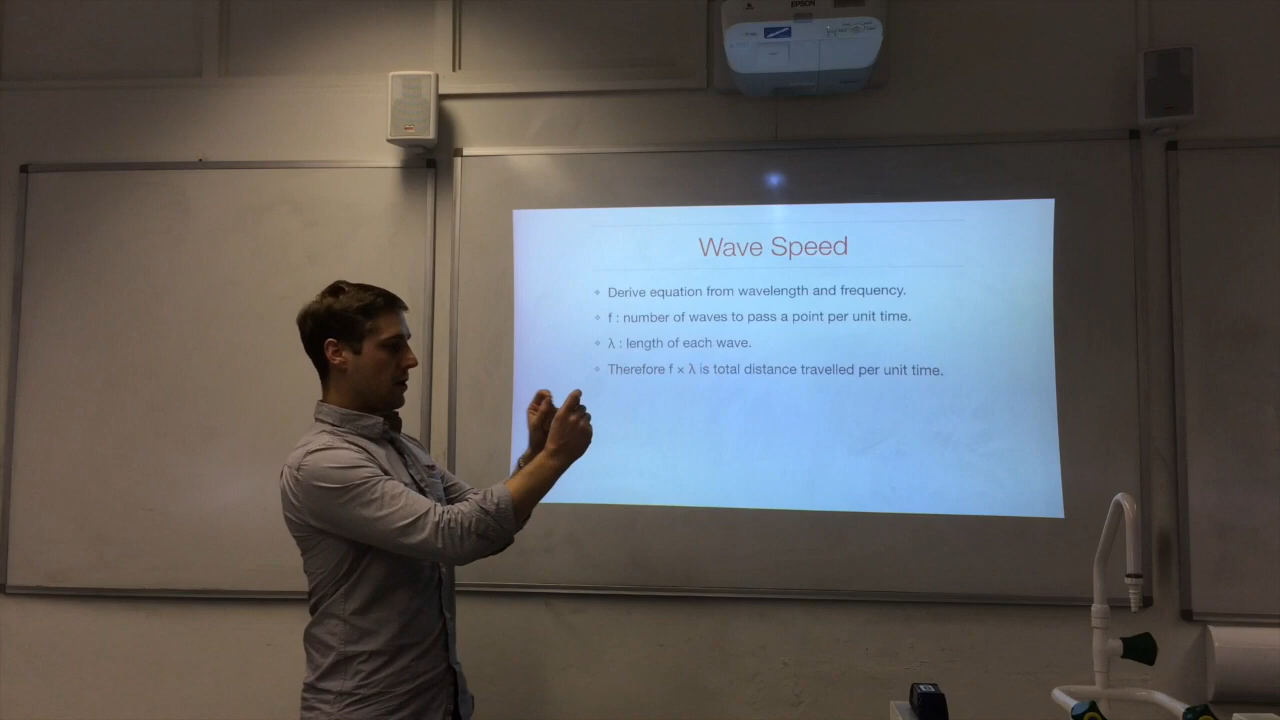 EPSON
Wave Speed
Derive equation from wavelength and frequency.
f : number of waves to pass a point per unit time.
λ : length of each wave.
Therefore f × λ is total distance travelled per unit time.